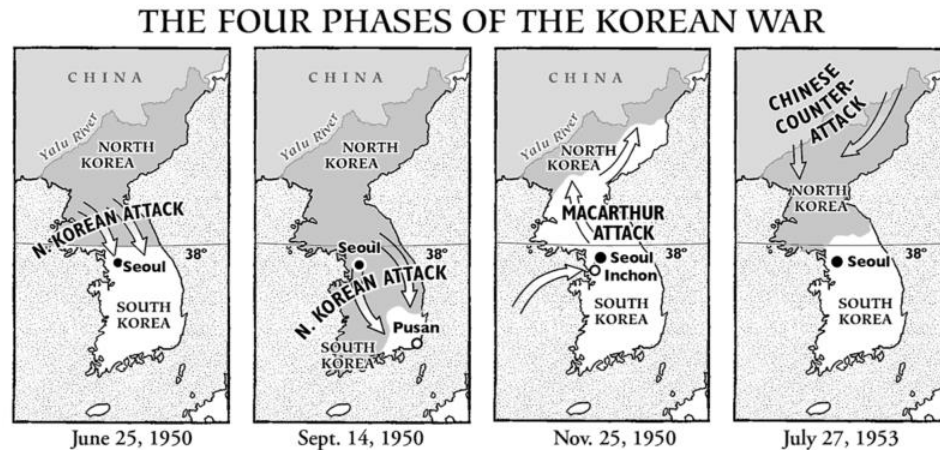 THE FOUR PHASES OF THE KOREAN WAR
CHINA
Yalu River
NORTH
KOREA
N. KOREAN ATTACK
38°
Seoul
SOUTH
KOREA
June 25, 1950
CHINA
Yalu River
NORTH
KOREA
Seoul
38°
N. KOREAN ATTACK
Pusan
SOUTH
KOREA
Sept. 14, 1950
CHINA
Yalu River
NORTH
KOREA
MACARTHUR
ATTACK
38°
Seoul
Inchon
SOUTH
KOREA
Nov. 25, 1950
CHINESE
COUNTER-
ATTACK
NORTH
KOREA
38°
Seoul
SOUTH
KOREA
July 27, 1953